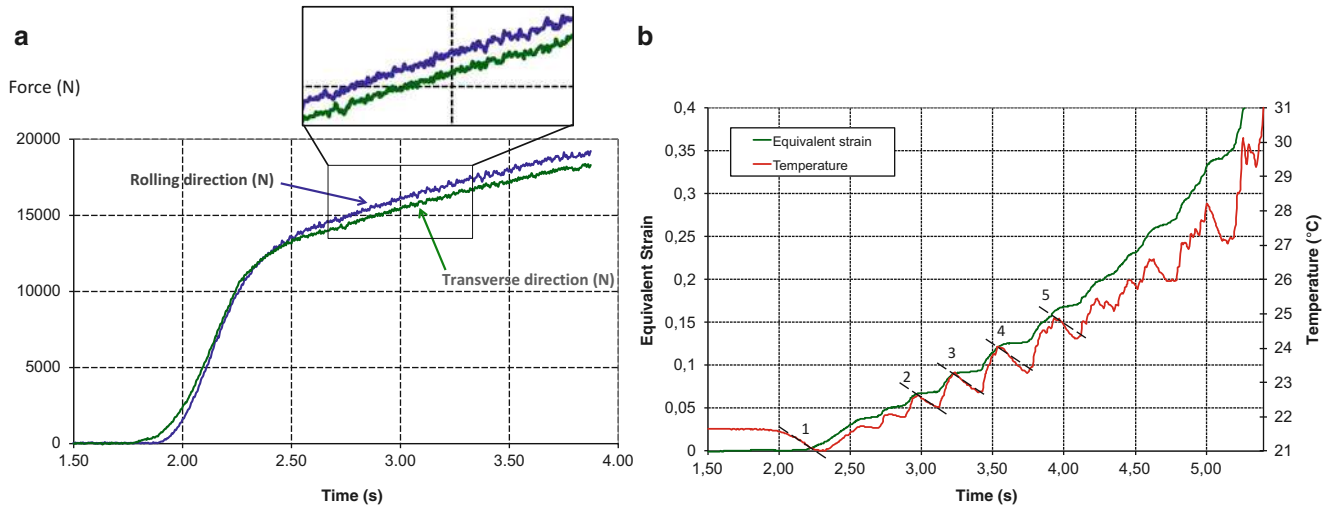 a
Force (N)
20000
15000
10000
5000
0
Rolling direction (N)
Transverse direction (N)
1.50 2.00 2.50 3.00 3.50 4.00
Time (s)
b
Equivalent Strain
0,4
0,35
0,3
0,25
0,2
0,15
0,1
0,05
0
Equivalent strain
Temperature
1
2
3
4
5
31
30
29
28
27
26
25
24
23
22
21
Temperature (°C)
1,50 2,00 2,50 3,00 3,50 4,00 4,50 5,00
Time (s)